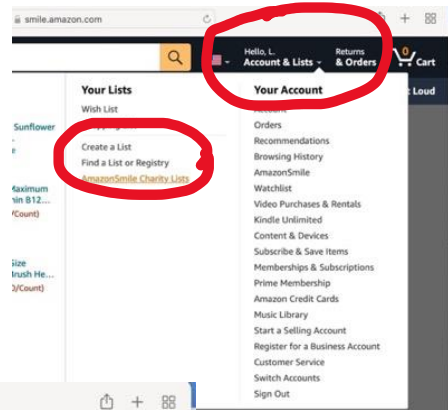 smile.amazon.com
Hello, L.
Account & Lists
Returns
& Orders
0
Cart
t Loud
Your Lists
Wish List
Create a List
Find a List or Registry
AmazonSmile Charity Lists
Your Account
Account
Orders
Recommendations
Browsing History
AmazonSmile
Watchlist
Video Purchases & Rentals
Kindle Unlimited
Content & Devices
Subscribe & Save Items
Memberships & Subscriptions
Prime Membership
Amazon Credit Cards
Music Library
Start a Selling Account
Register for a Business Account
Customer Service
Switch Accounts
Sign Out
Sunflower
Maximum
nin B12...
/Count)
Size
Brush He...
0/Count)